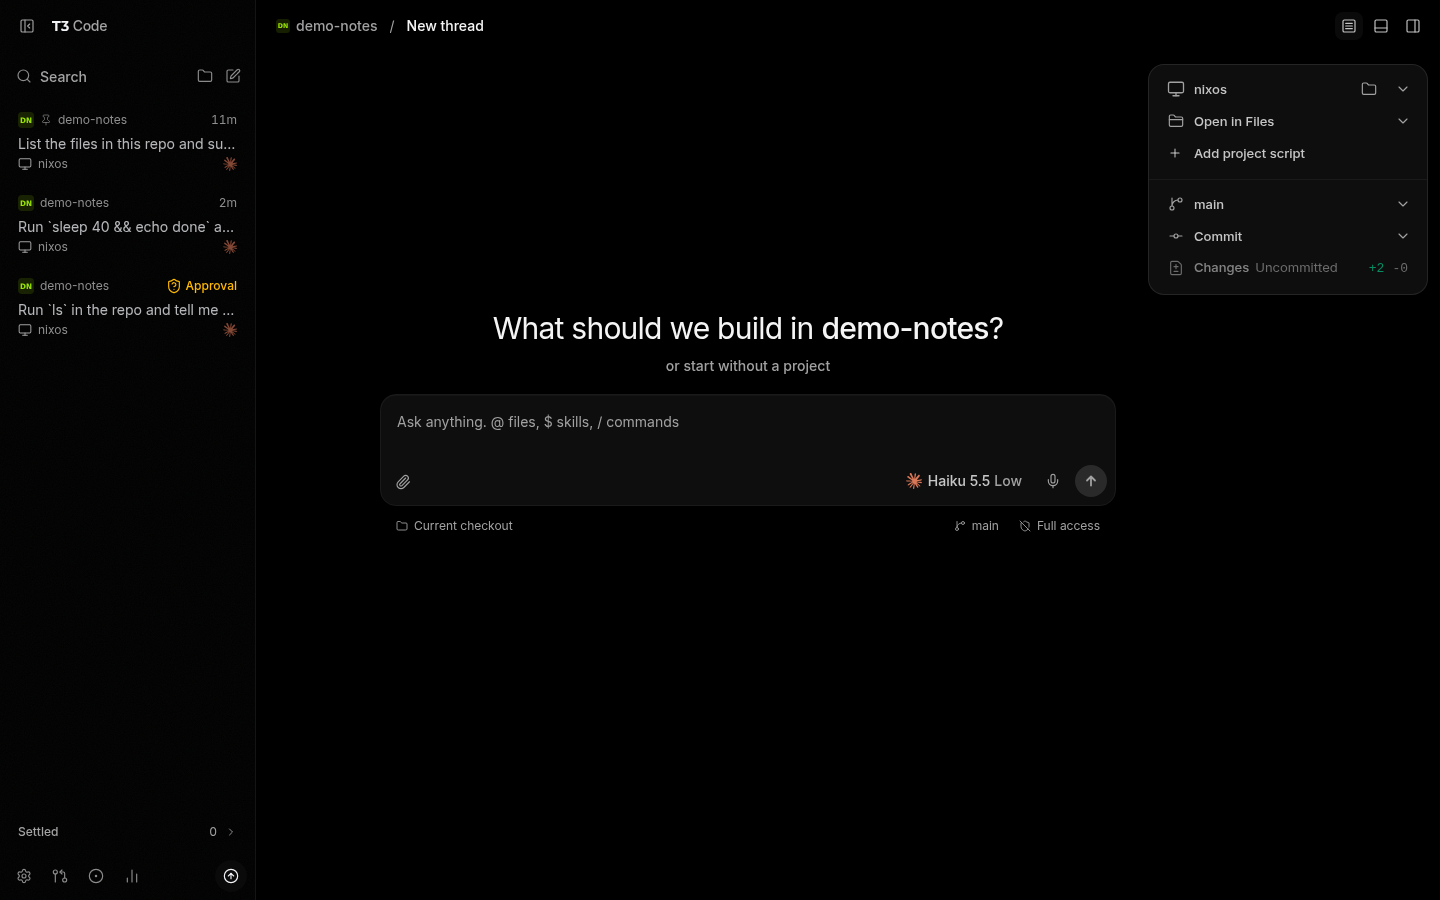 T3 Code
Search
DN demo-notes 11m
List the files in this repo and su...
nixos
DN demo-notes 2m
Run `sleep 40 && echo done` a...
nixos
DN demo-notes Approval
Run `ls` in the repo and tell me ...
nixos
Settled 0
DN demo-notes / New thread
nixos
Open in Files
Add project script
main
Commit
Changes Uncommitted +2 -0
What should we build in demo-notes?
or start without a project
Ask anything. @ files, $ skills, / commands
Haiku 5.5 Low
Current checkout main Full access